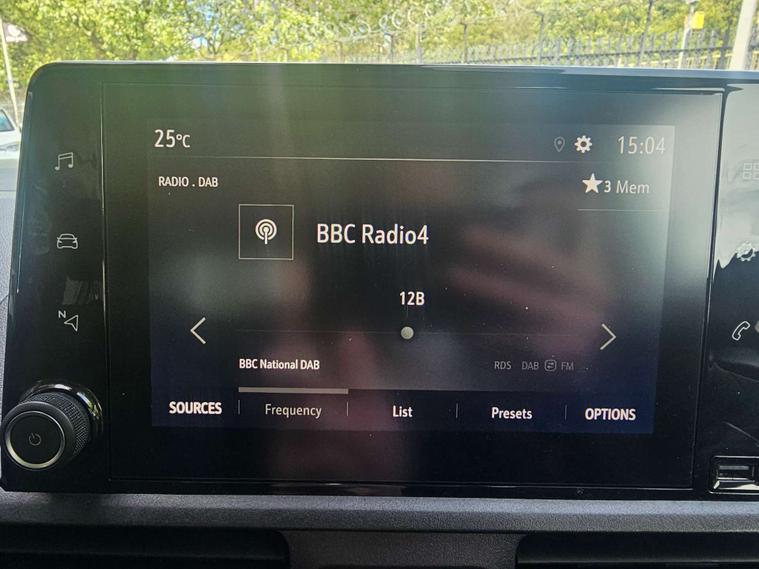 25°C 15:04
RADIO . DAB 3 Mem
BBC Radio4
12B
N
BBC National DAB RDS DAB FM
SOURCES Frequency List Presets OPTIONS